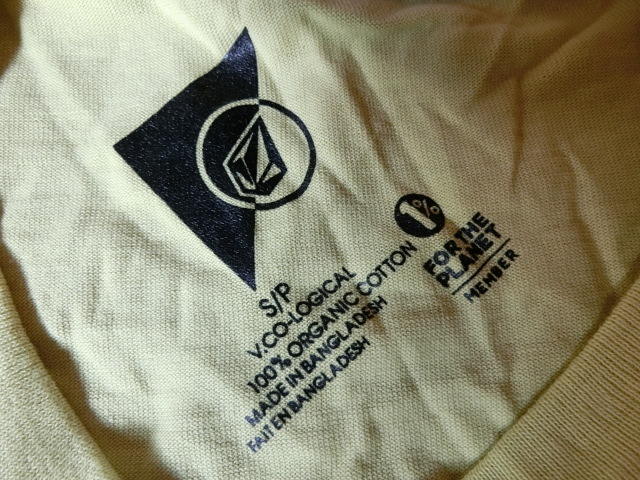 S/P
V.CO-LOGICAL
100% ORGANIC COTTON
MADE IN BANGLADESH
FAIT EN BANGLADESH
1%
FOR THE
PLANET
MEMBER